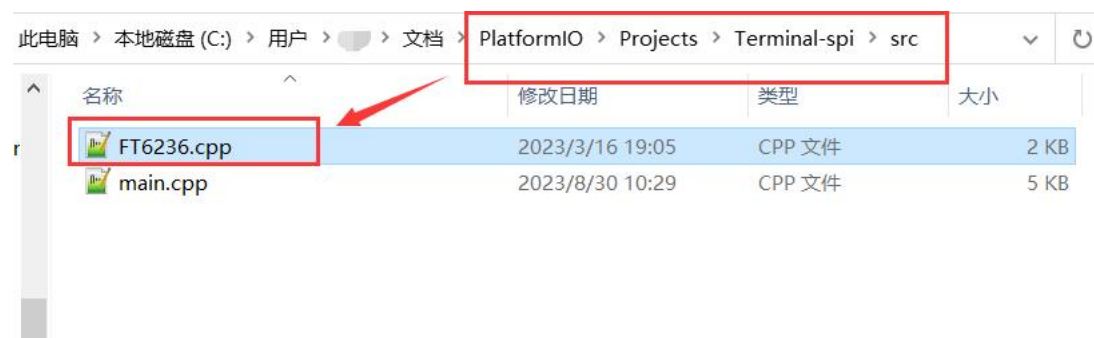 此电脑 > 本地磁盘 (C:) > 用户 > > 文档 > PlatformIO > Projects > Terminal-spi > src
名称 修改日期 类型 大小
FT6236.cpp 2023/3/16 19:05 CPP 文件 2 KB
main.cpp 2023/8/30 10:29 CPP 文件 5 KB